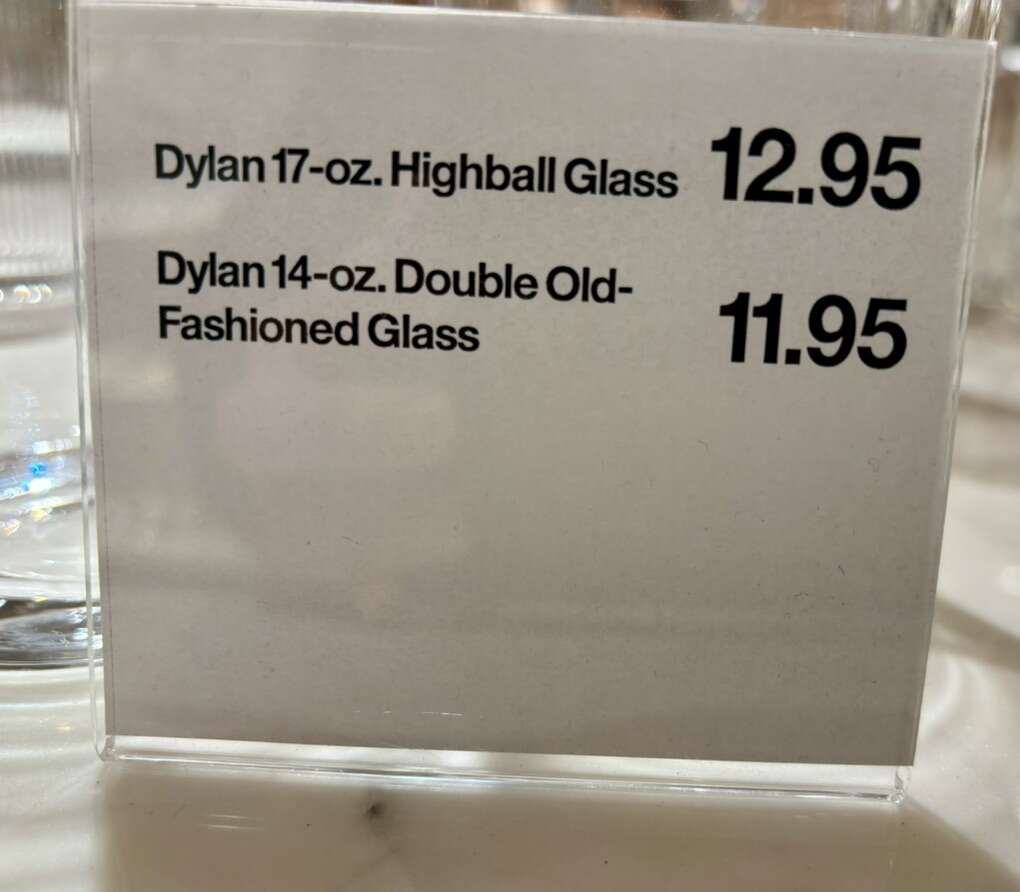 Dylan 17-oz. Highball Glass 12.95
Dylan 14-oz. Double Old-
Fashioned Glass 11.95